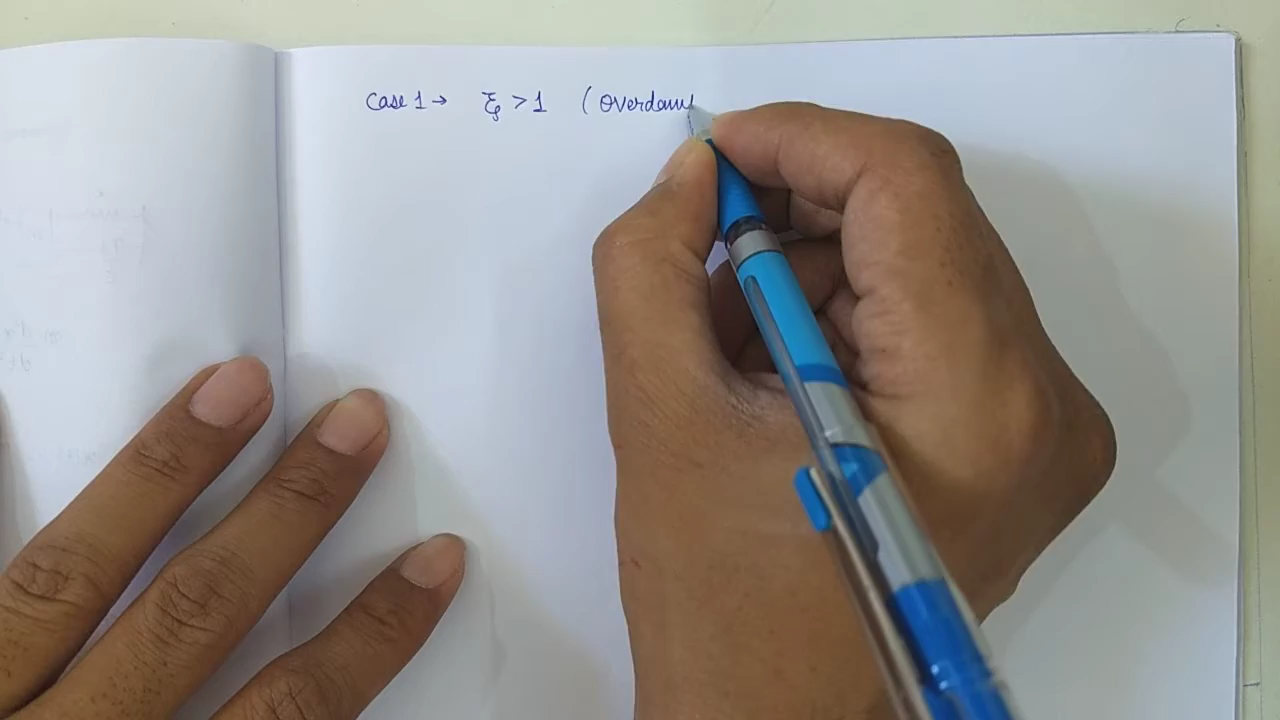 Case 1 → ξ > 1 (Overdam